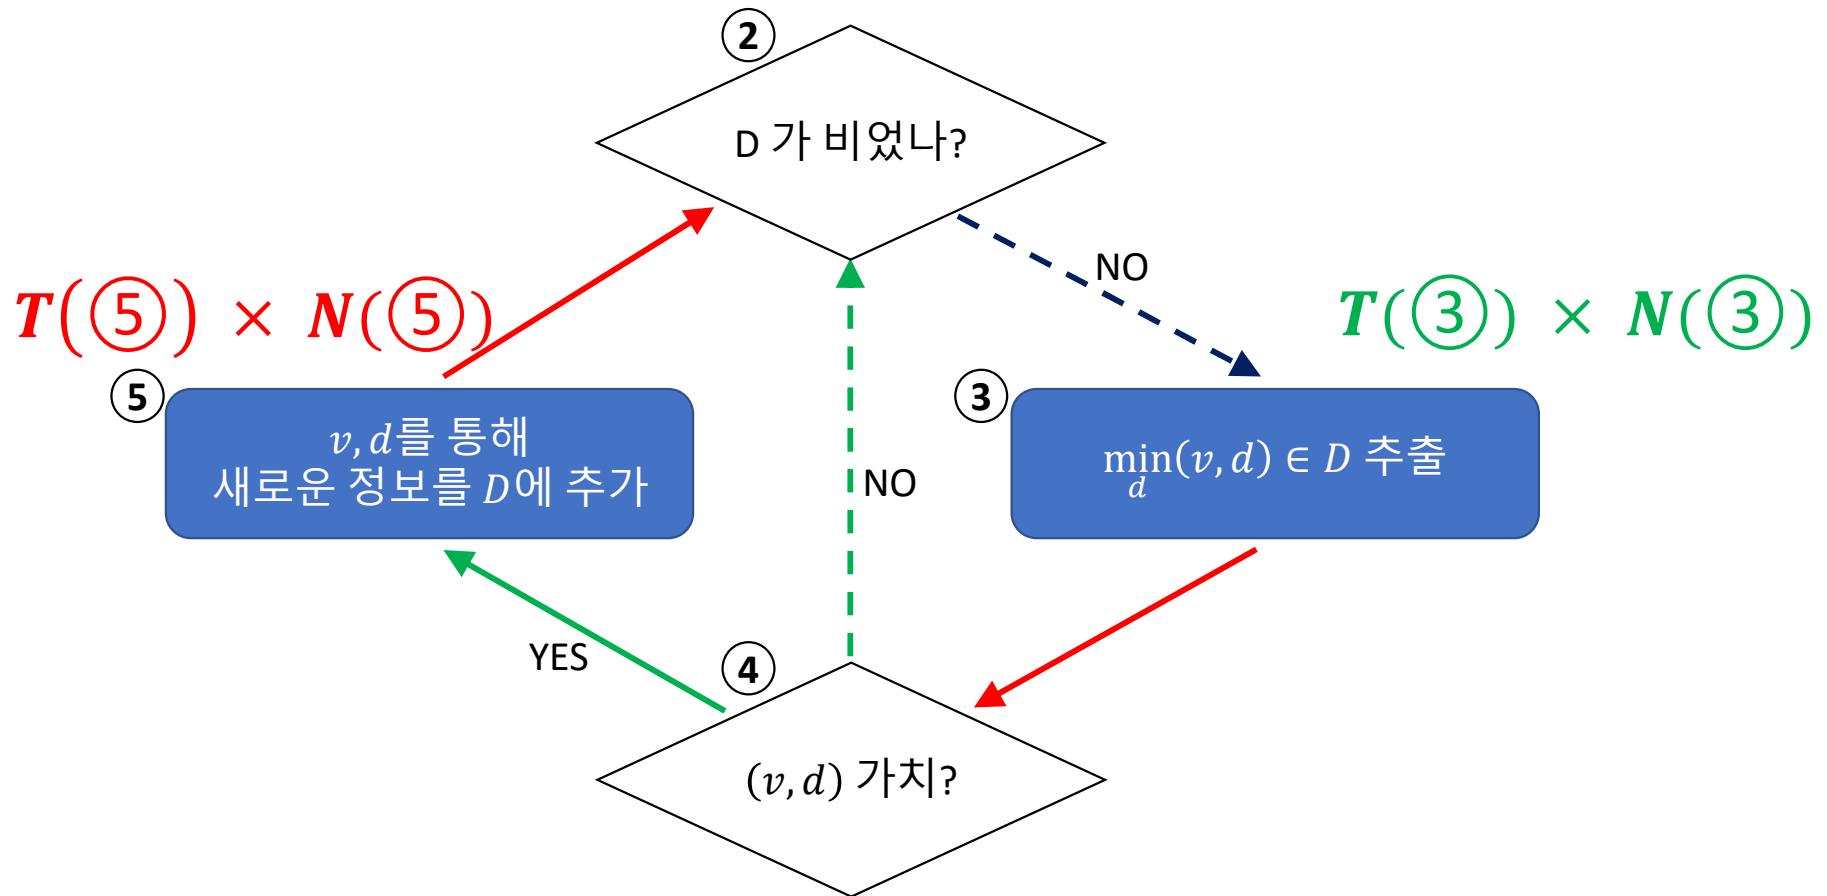 ②
D 가 비었나?
NO
T(⑤) × N(⑤)
T(③) × N(③)
⑤
v, d를 통해
새로운 정보를 D에 추가
③
min(v, d) ∈ D 추출
d
NO
YES
④
(v, d) 가치?